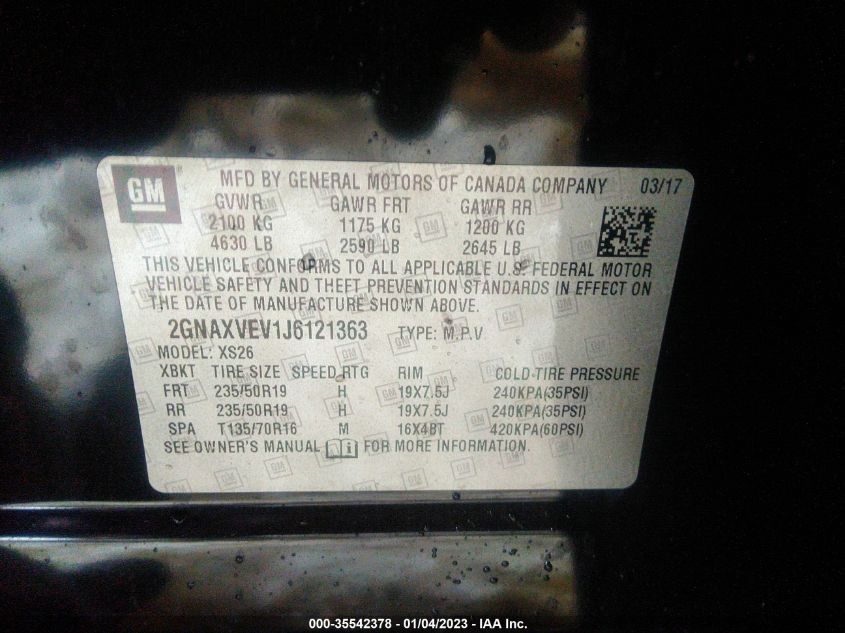 GM MFD BY GENERAL MOTORS OF CANADA COMPANY 03/17
GVWR GAWR FRT GAWR RR
2100 KG 1175 KG 1200 KG
4630 LB 2590 LB 2645 LB
THIS VEHICLE CONFORMS TO ALL APPLICABLE U.S. FEDERAL MOTOR
VEHICLE SAFETY AND THEFT PREVENTION STANDARDS IN EFFECT ON
THE DATE OF MANUFACTURE SHOWN ABOVE.
2GNAXVEV1J6121363 TYPE: M.P.V
MODEL: XS26
XBKT TIRE SIZE SPEED RTG RIM COLD TIRE PRESSURE
FRT 235/50R19 H 19X7.5J 240KPA(35PSI)
RR 235/50R19 H 19X7.5J 240KPA(35PSI)
SPA T135/70R16 M 16X4BT 420KPA(60PSI)
SEE OWNER'S MANUAL FOR MORE INFORMATION.
000-35542378 - 01/04/2023 - IAA Inc.